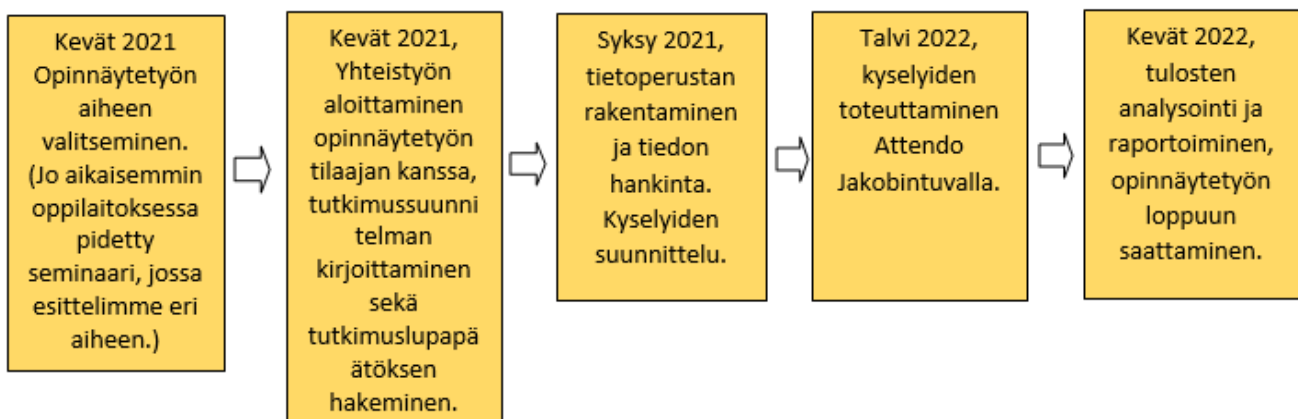 Kevät 2021
Opinnäytetyön
aiheen
valitseminen.
(Jo aikaisemmin
oppilaitoksessa
pidetty
seminaari, jossa
esittelimme eri
aiheen.)
Kevät 2021,
Yhteistyön
aloittaminen
opinnäytetyön
tilaajan kanssa,
tutkimussuunni
telman
kirjoittaminen
sekä
tutkimuslupapä
ätöksen
hakeminen.
Syksy 2021,
tietoperustan
rakentaminen
ja tiedon
hankinta.
Kyselyiden
suunnittelu.
Talvi 2022,
kyselyiden
toteuttaminen
Attendo
Jakobintuvalla.
Kevät 2022,
tulosten
analysointi ja
raportoiminen,
opinnäytetyön
loppuun
saattaminen.